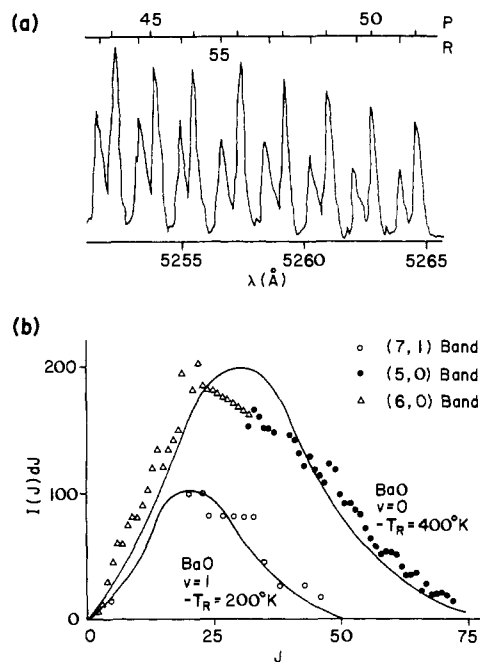 (a)
45 50 P
55 R
5255 5260 5265
λ(Å)
(b)
○ (7,1) Band
● (5,0) Band
△ (6,0) Band
200
100
0
I(J)dJ
BaO
v=0
-T_R=400°K
BaO
v=1
-T_R=200°K
0 25 50 75
J